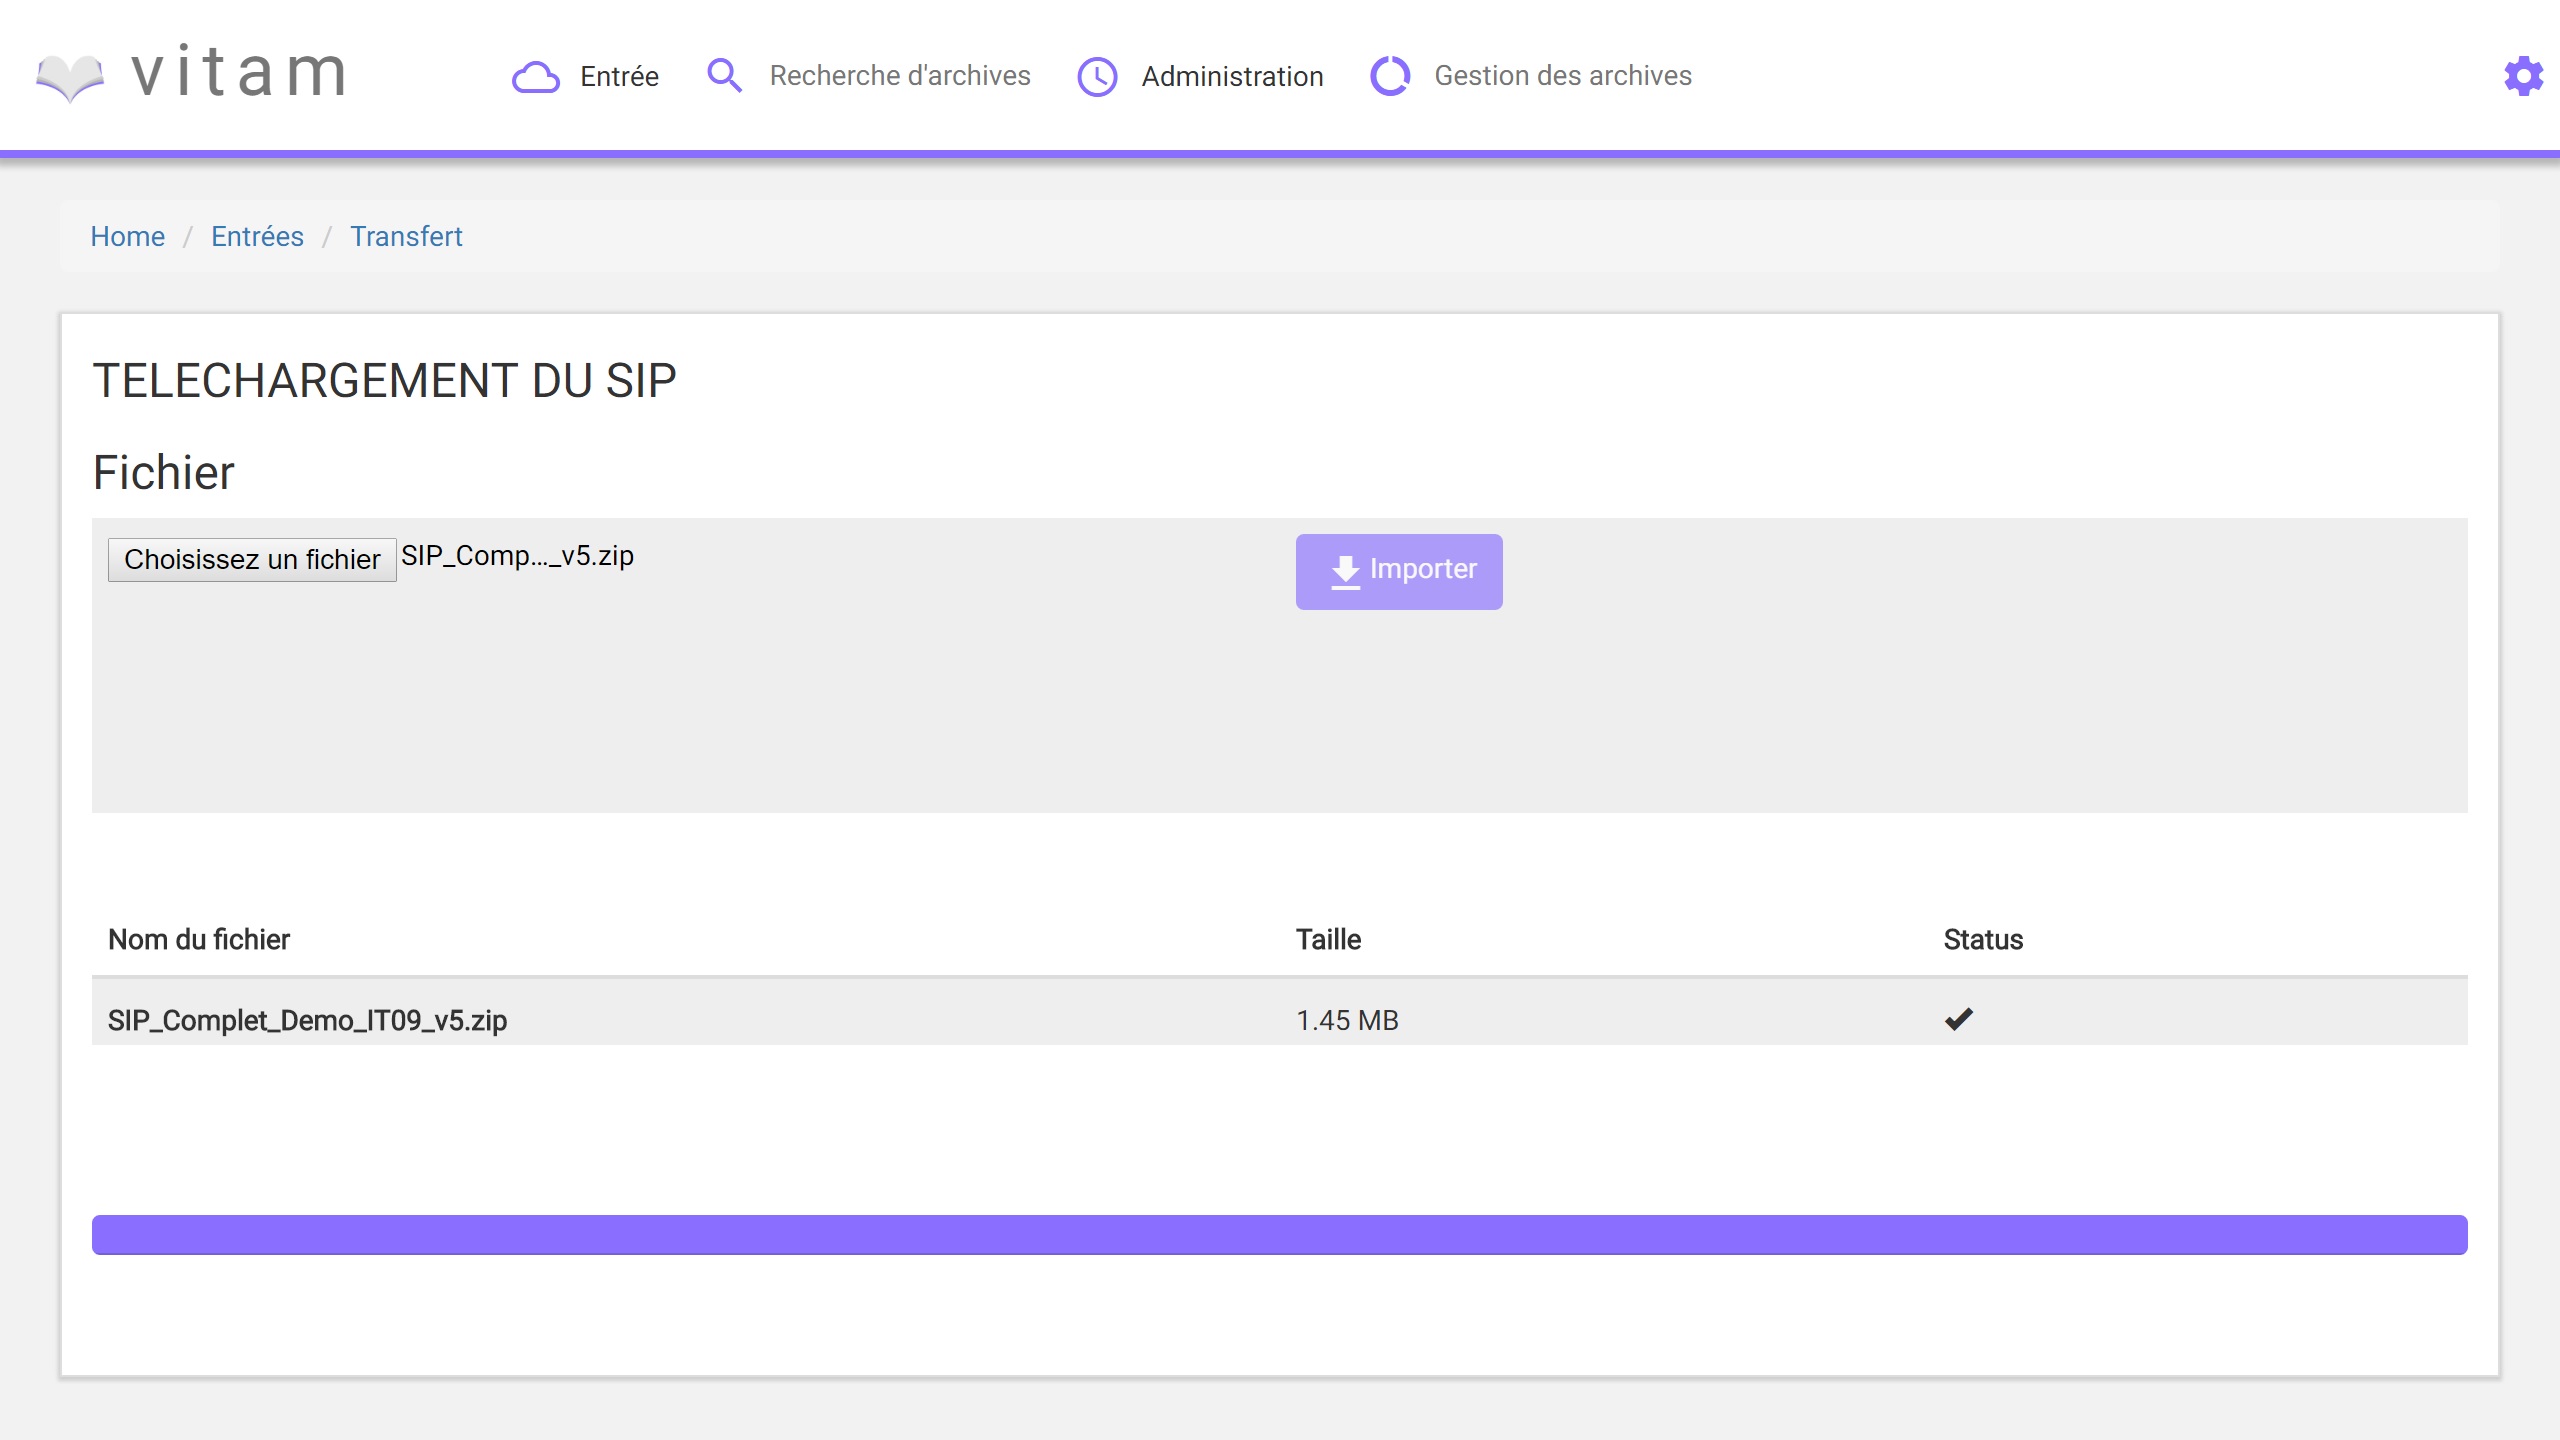 vitam
Entrée Recherche d'archives Administration Gestion des archives
Home / Entrées / Transfert
TELECHARGEMENT DU SIP
Fichier
Choisissez un fichier SIP_Comp..._v5.zip Importer
Nom du fichier Taille Status
SIP_Complet_Demo_IT09_v5.zip 1.45 MB